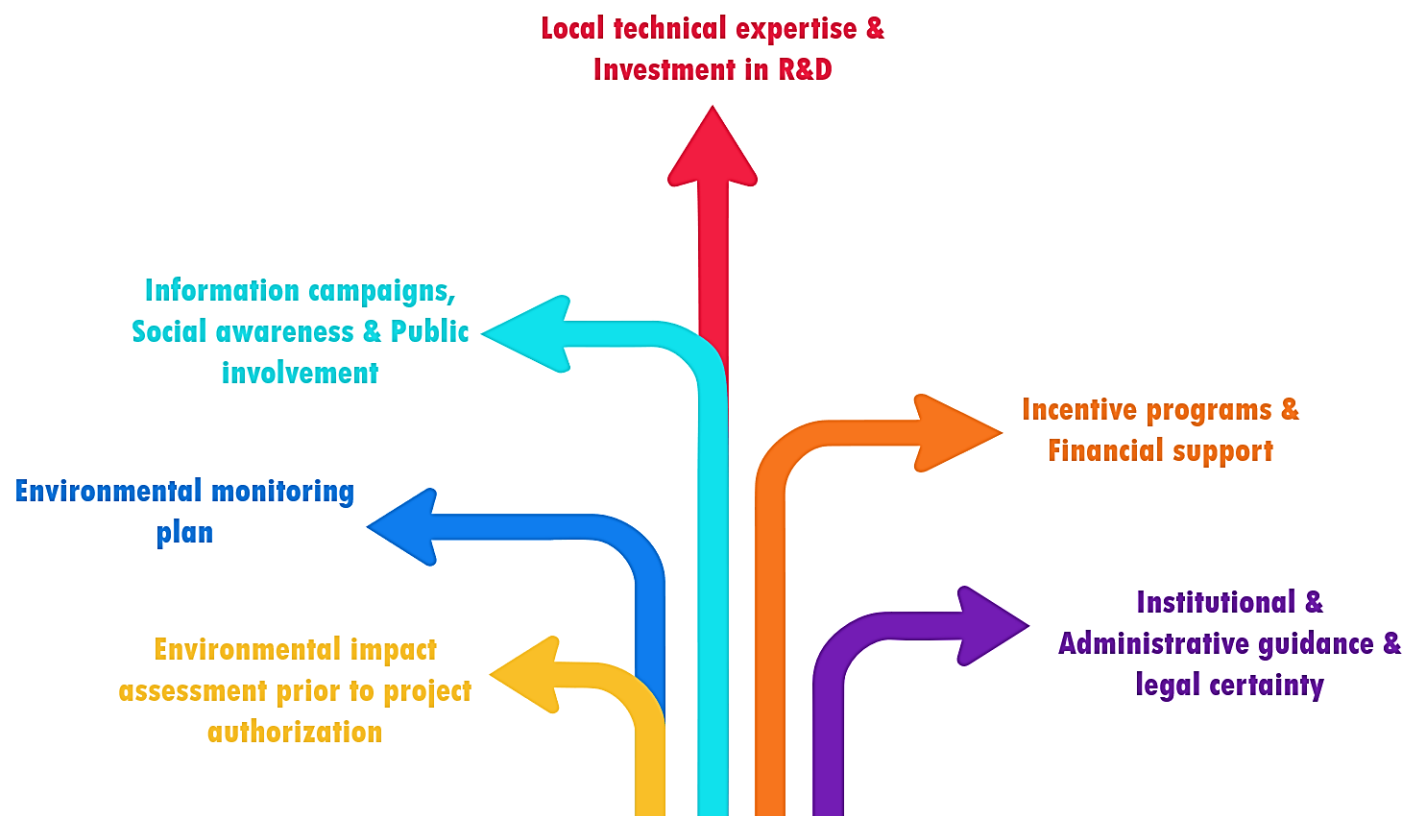 Local technical expertise &
Investment in R&D
Information campaigns,
Social awareness & Public
involvement
Incentive programs &
Financial support
Environmental monitoring
plan
Institutional &
Administrative guidance &
legal certainty
Environmental impact
assessment prior to project
authorization